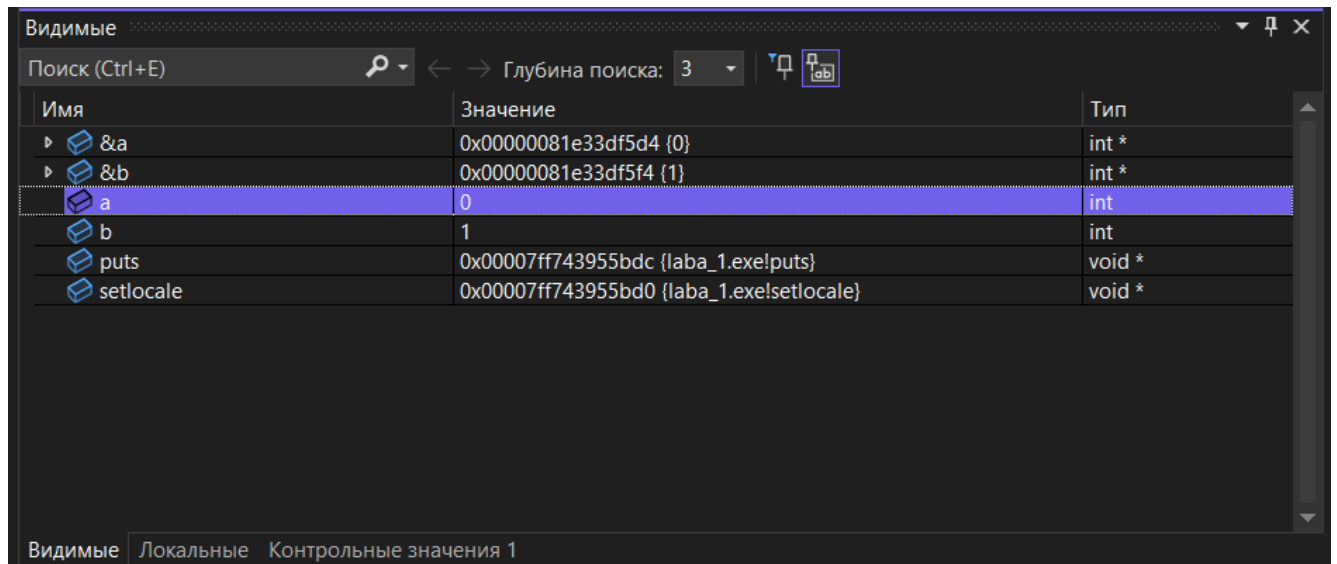 Видимые
Поиск (Ctrl+E) Глубина поиска: 3
Имя Значение Тип
&a 0x00000081e33df5d4 {0} int *
&b 0x00000081e33df5f4 {1} int *
a 0 int
b 1 int
puts 0x00007ff743955bdc {laba_1.exe!puts} void *
setlocale 0x00007ff743955bd0 {laba_1.exe!setlocale} void *
Видимые Локальные Контрольные значения 1